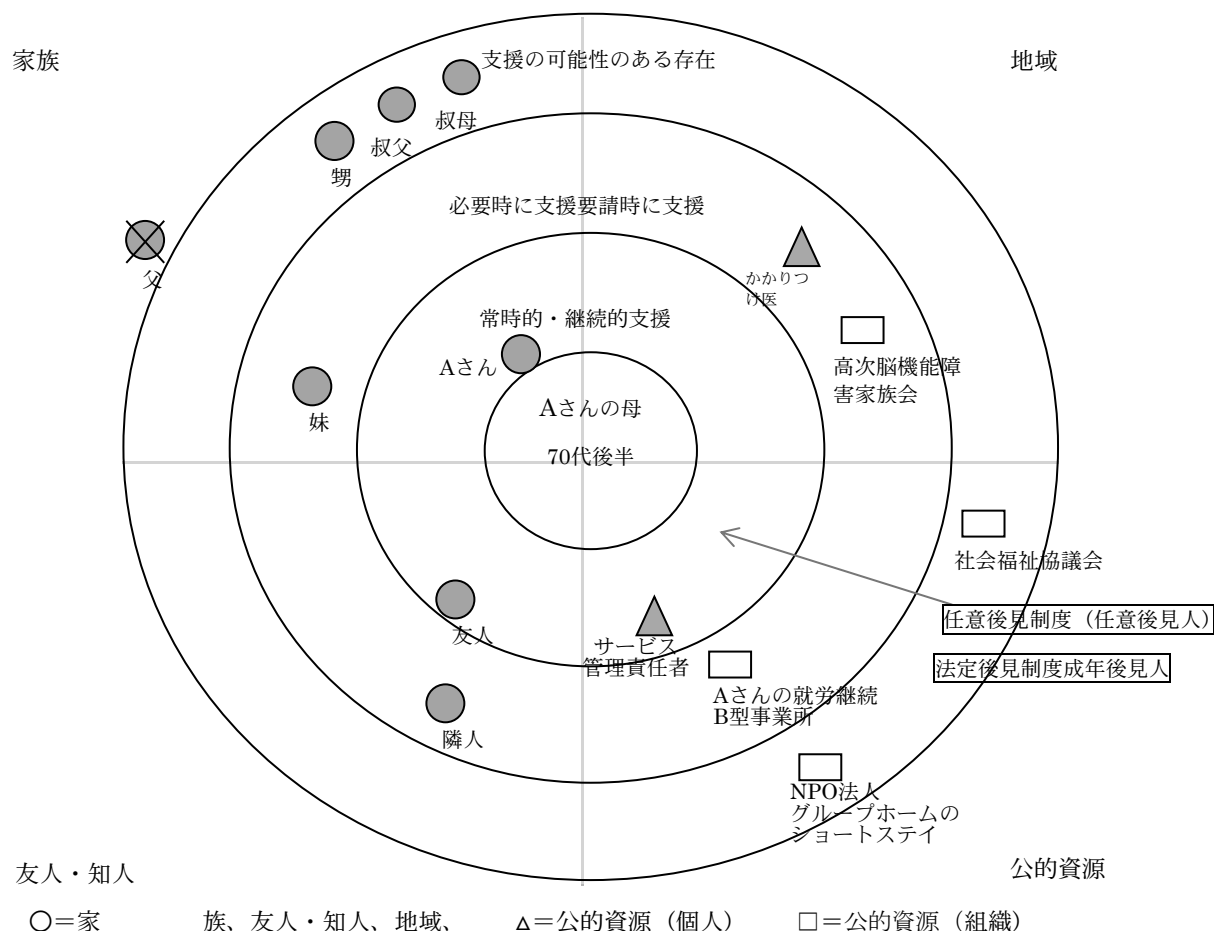 家族
支援の可能性のある存在
地域
叔母
叔父
甥
必要時に支援要請時に支援
父
かかりつ
け医
常時的・継続的支援
Aさん
高次脳機能障
害家族会
Aさんの母
妹
70代後半
社会福祉協議会
任意後見制度（任意後見人）
友人
サービス
管理責任者
法定後見制度成年後見人
Aさんの就労継続
B型事業所
隣人
NPO法人
グループホームの
ショートステイ
友人・知人
公的資源
○＝家　族、友人・知人、地域、　△＝公的資源（個人）　□＝公的資源（組織）